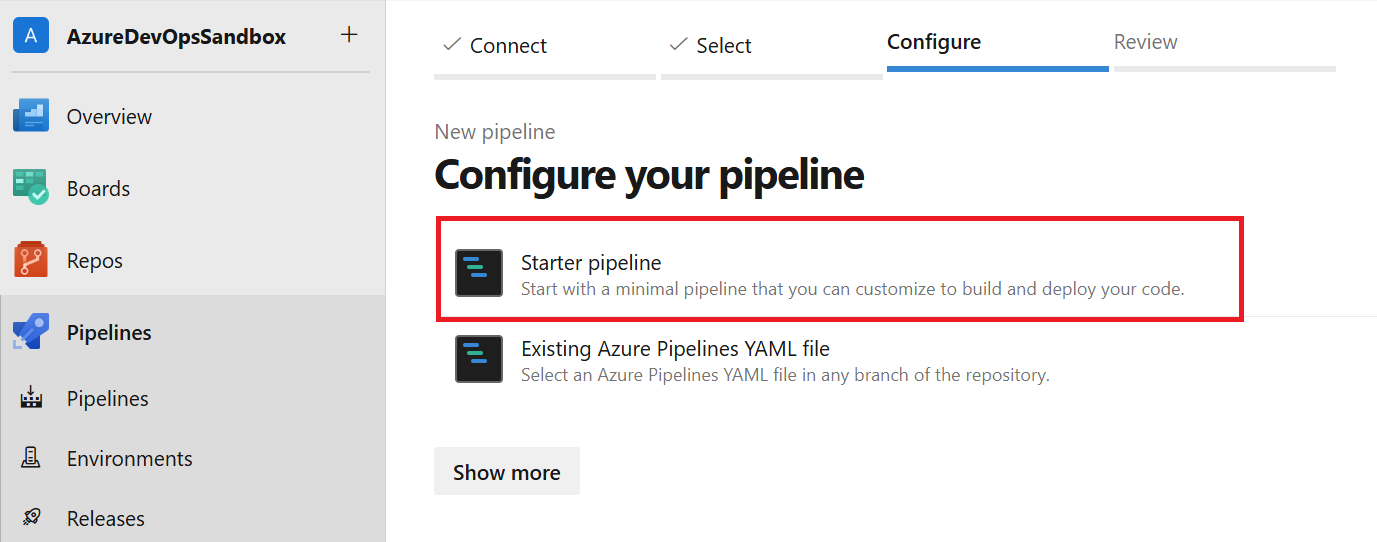 A
AzureDevOpsSandbox
+
Overview
Boards
Repos
Pipelines
Pipelines
Environments
Releases
Connect
Select
Configure
Review
New pipeline
Configure your pipeline
Starter pipeline
Start with a minimal pipeline that you can customize to build and deploy your code.
Existing Azure Pipelines YAML file
Select an Azure Pipelines YAML file in any branch of the repository.
Show more